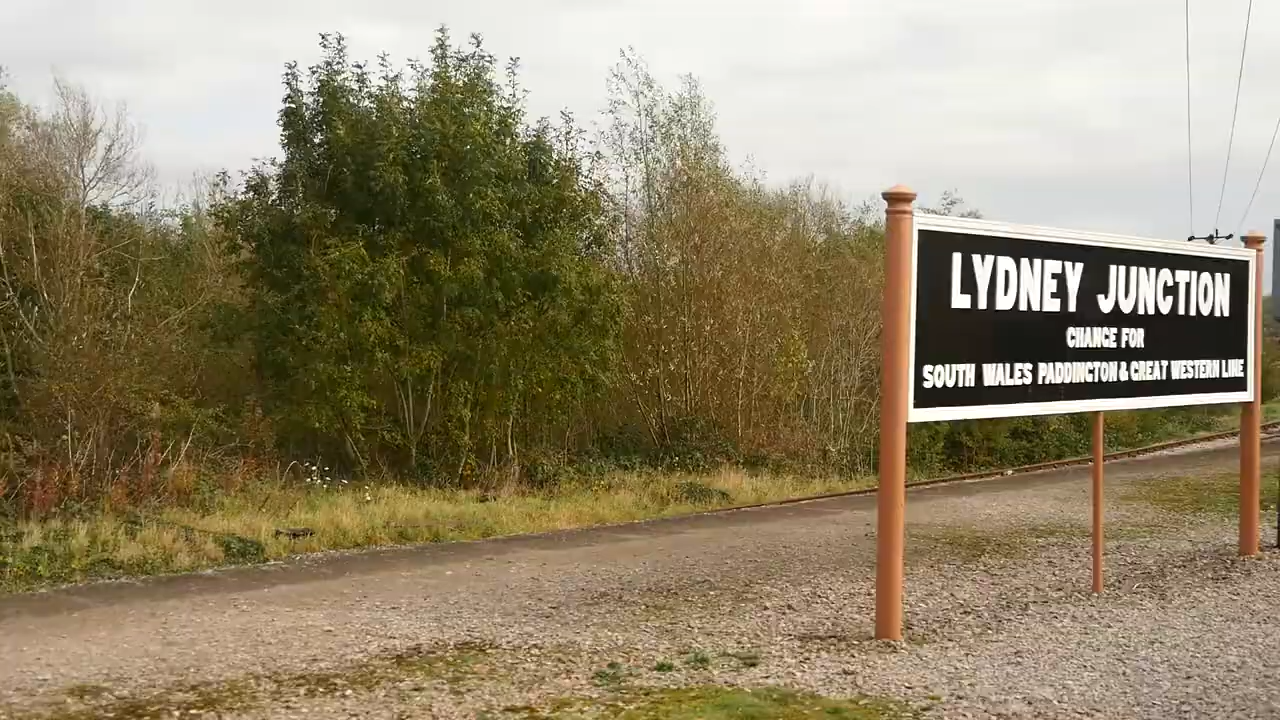 LYDNEY JUNCTION
CHANGE FOR
SOUTH WALES PADDINGTON & GREAT WESTERN LINE